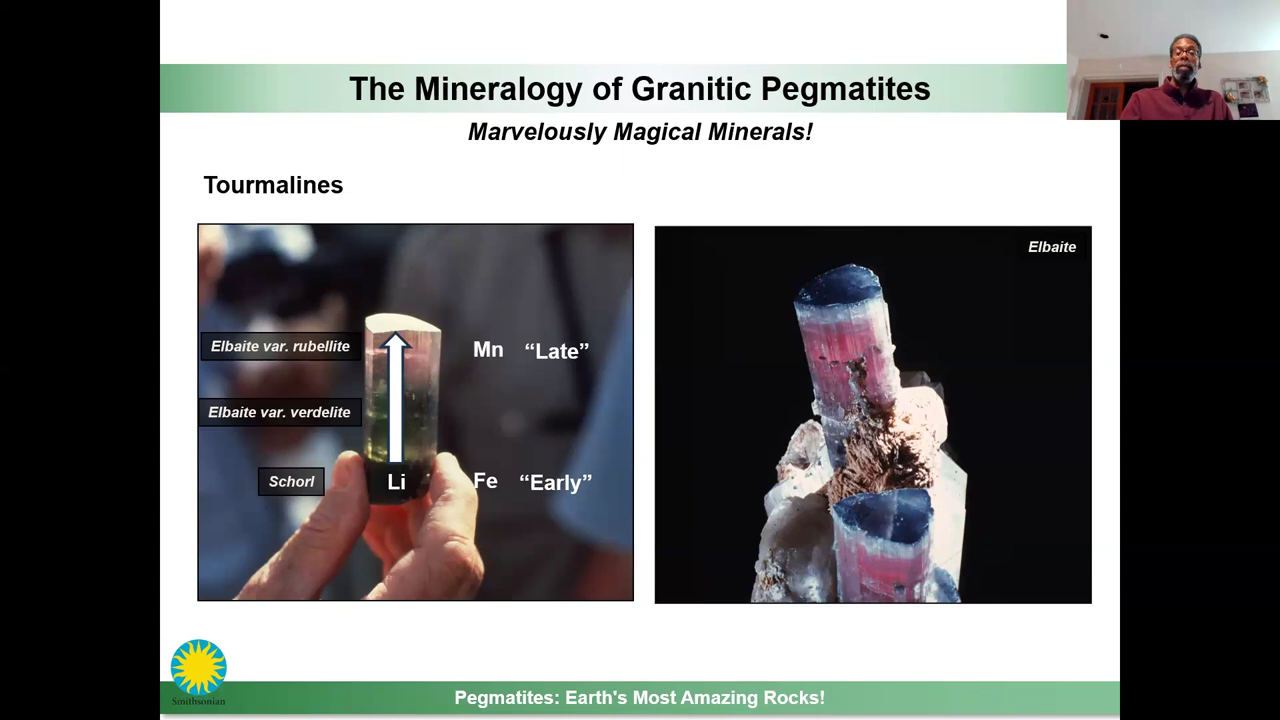 The Mineralogy of Granitic Pegmatites
Marvelously Magical Minerals!
Tourmalines
Elbaite
Elbaite var. rubellite
Mn "Late"
Elbaite var. verdelite
Schorl
Li
Fe "Early"
Smithsonian
Pegmatites: Earth's Most Amazing Rocks!